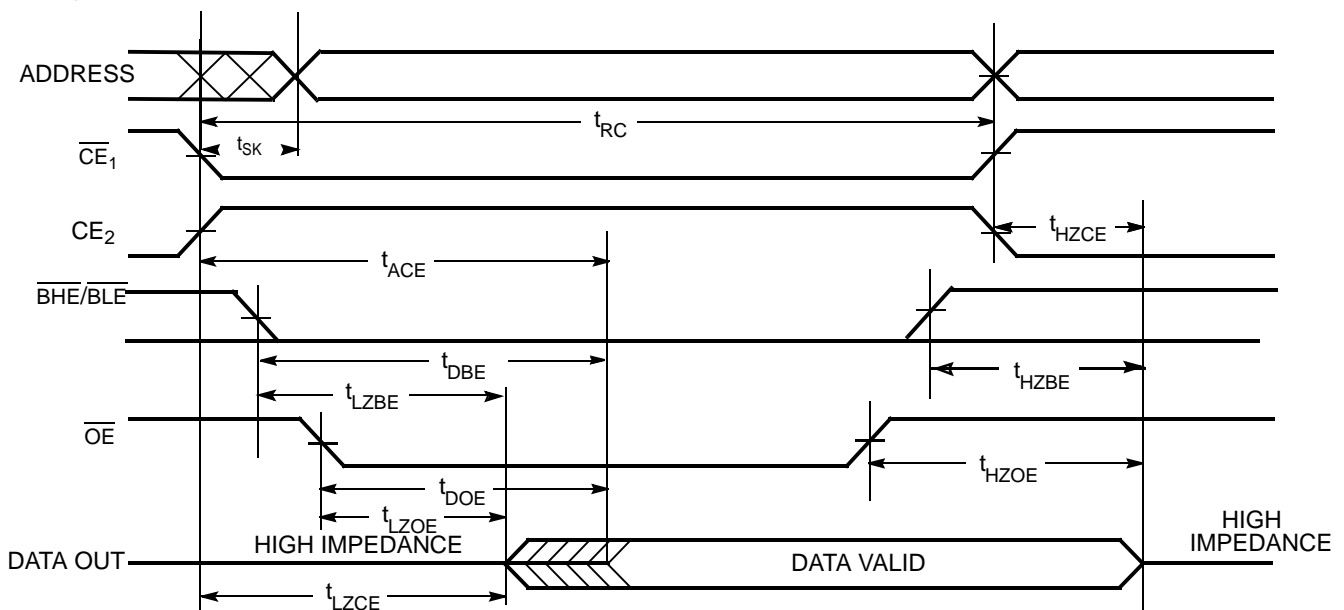 ADDRESS
tRC
tSK
CE1
CE2
tHZCE
tACE
BHE/BLE
tDBE
tHZBE
tLZBE
OE
tHZOE
tDOE
tLZOE
HIGH IMPEDANCE
HIGH
IMPEDANCE
DATA OUT
DATA VALID
tLZCE